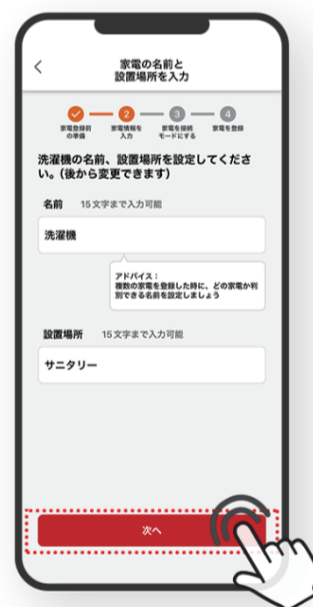 家電の名前と
設置場所を入力
2 3 4
家電登録前
の準備
家電情報を
入力
家電を接続
モードにする
家電を登録
洗濯機の名前、設置場所を設定してくださ
い。(後から変更できます)
名前 15文字まで入力可能
洗濯機
アドバイス:
複数の家電を登録した時に、どの家電か判
別できる名前を設定しましょう
設置場所 15文字まで入力可能
サニタリー
次へ